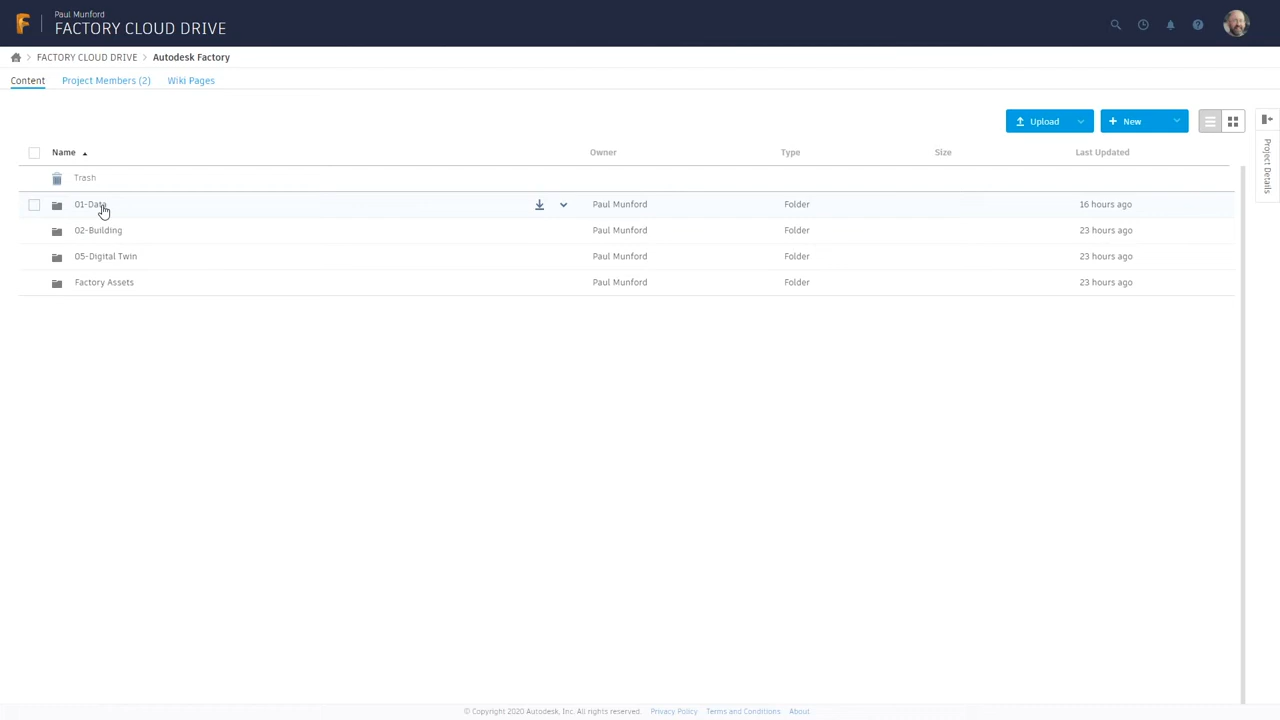 Paul Munford
FACTORY CLOUD DRIVE
FACTORY CLOUD DRIVE > Autodesk Factory
Content Project Members (2) Wiki Pages
Upload New
Name Owner Type Size Last Updated
Trash
01-Data Paul Munford Folder 16 hours ago
02-Building Paul Munford Folder 23 hours ago
05-Digital Twin Paul Munford Folder 23 hours ago
Factory Assets Paul Munford Folder 23 hours ago
Project Details
© Copyright 2020 Autodesk, Inc. All rights reserved. Privacy Policy Terms and Conditions About